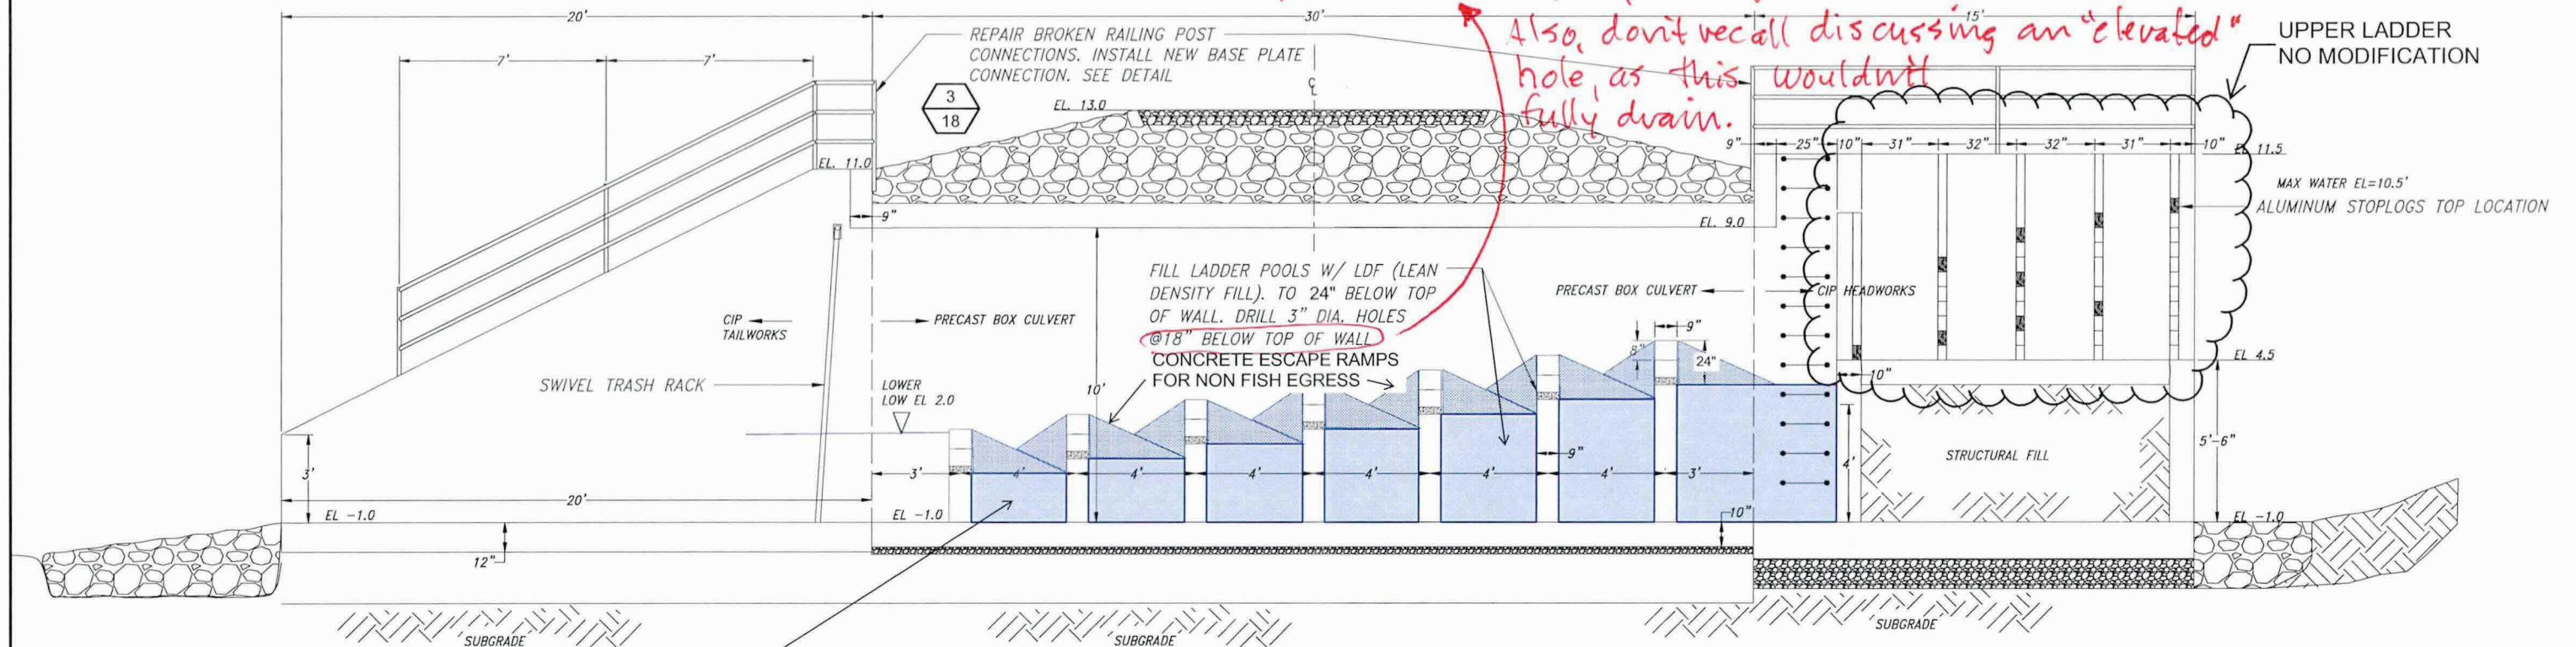 20'
30'
15'
Also, don't recall discussing an "elevated"
hole, as this wouldn't
fully drain.
UPPER LADDER
NO MODIFICATION
REPAIR BROKEN RAILING POST
CONNECTIONS. INSTALL NEW BASE PLATE
CONNECTION. SEE DETAIL
7'
7'
3
18
EL. 13.0
℄
EL. 11.0
9"
9"
25"
10"
31"
32"
32"
31"
10"
EL 11.5
MAX WATER EL=10.5'
ALUMINUM STOPLOGS TOP LOCATION
EL. 9.0
FILL LADDER POOLS W/ LDF (LEAN
DENSITY FILL). TO 24" BELOW TOP
OF WALL. DRILL 3" DIA. HOLES
@18" BELOW TOP OF WALL
CONCRETE ESCAPE RAMPS
FOR NON FISH EGRESS
CIP
TAILWORKS
PRECAST BOX CULVERT
PRECAST BOX CULVERT
CIP HEADWORKS
SWIVEL TRASH RACK
LOWER
LOW EL 2.0
10'
9"
8"
24"
10"
EL 4.5
3'
20'
3'
4'
4'
4'
4'
4'
4'
3'
9"
4'
STRUCTURAL FILL
5'-6"
EL -1.0
EL -1.0
EL -1.0
12"
10"
SUBGRADE
SUBGRADE
SUBGRADE